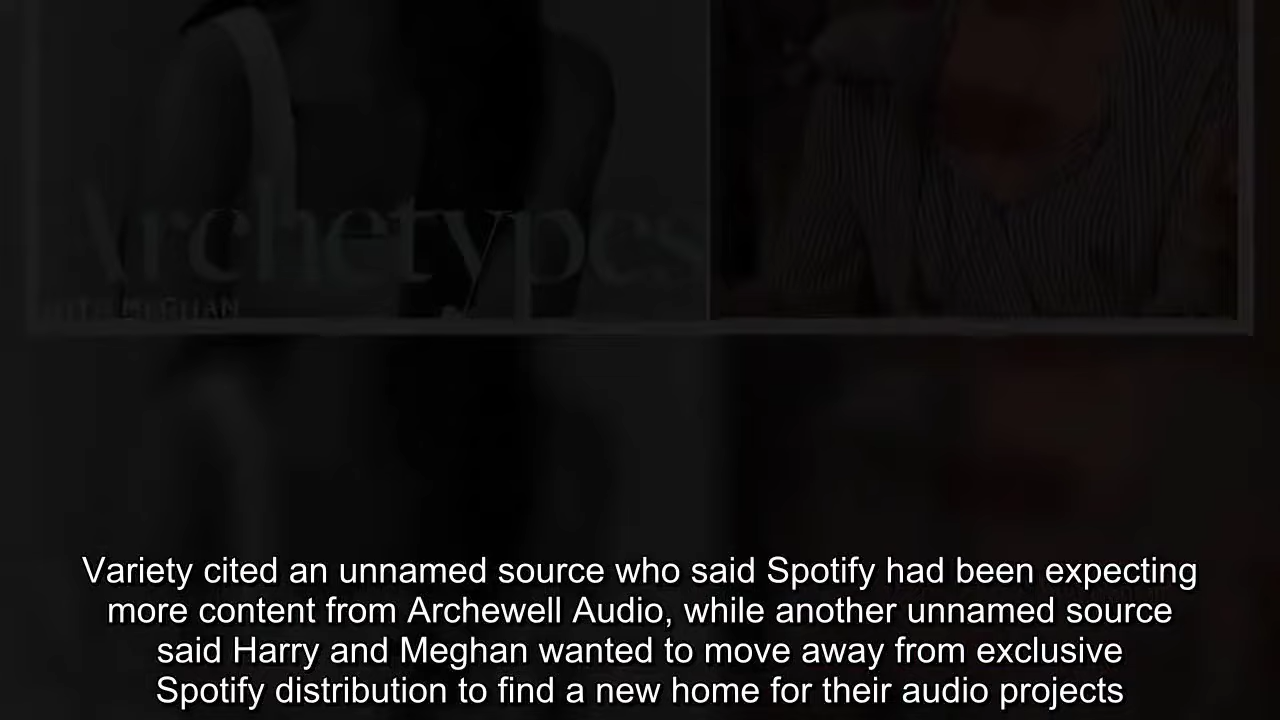 Archetypes
WITH MEGHAN
Variety cited an unnamed source who said Spotify had been expecting
more content from Archewell Audio, while another unnamed source
said Harry and Meghan wanted to move away from exclusive
Spotify distribution to find a new home for their audio projects